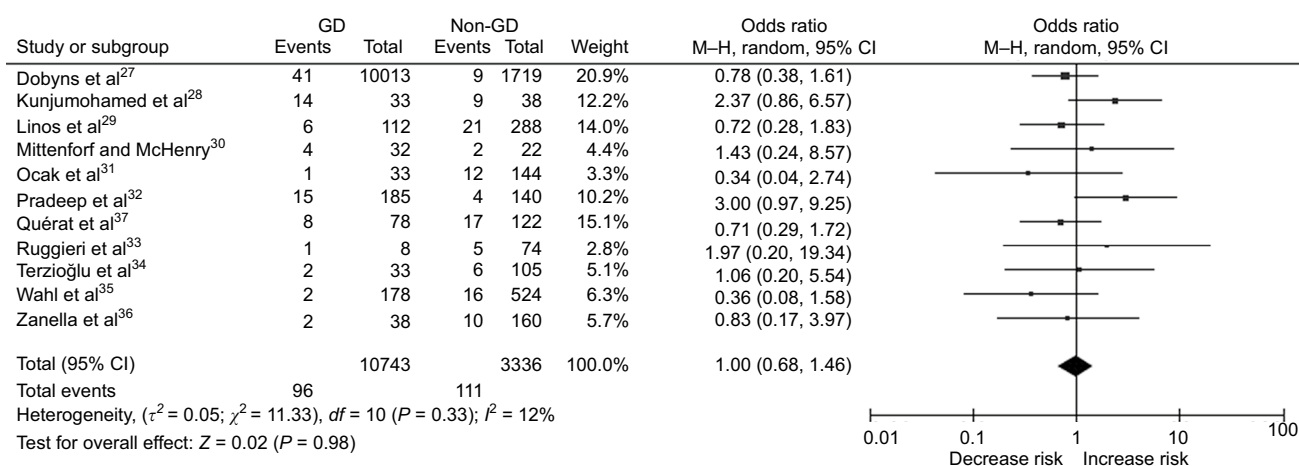 GD Non-GD Odds ratio Odds ratio
Study or subgroup Events Total Events Total Weight M–H, random, 95% CI M–H, random, 95% CI
Dobyns et al27 41 10013 9 1719 20.9% 0.78 (0.38, 1.61)
Kunjumohamed et al28 14 33 9 38 12.2% 2.37 (0.86, 6.57)
Linos et al29 6 112 21 288 14.0% 0.72 (0.28, 1.83)
Mittenforf and McHenry30 4 32 2 22 4.4% 1.43 (0.24, 8.57)
Ocak et al31 1 33 12 144 3.3% 0.34 (0.04, 2.74)
Pradeep et al32 15 185 4 140 10.2% 3.00 (0.97, 9.25)
Quérat et al37 8 78 17 122 15.1% 0.71 (0.29, 1.72)
Ruggieri et al33 1 8 5 74 2.8% 1.97 (0.20, 19.34)
Terzioğlu et al34 2 33 6 105 5.1% 1.06 (0.20, 5.54)
Wahl et al35 2 178 16 524 6.3% 0.36 (0.08, 1.58)
Zanella et al36 2 38 10 160 5.7% 0.83 (0.17, 3.97)
Total (95% CI) 10743 3336 100.0% 1.00 (0.68, 1.46)
Total events 96 111
Heterogeneity, (τ2 = 0.05; χ2 = 11.33), df = 10 (P = 0.33); I2 = 12%
Test for overall effect: Z = 0.02 (P = 0.98)
0.01 0.1 1 10 100
Decrease risk Increase risk